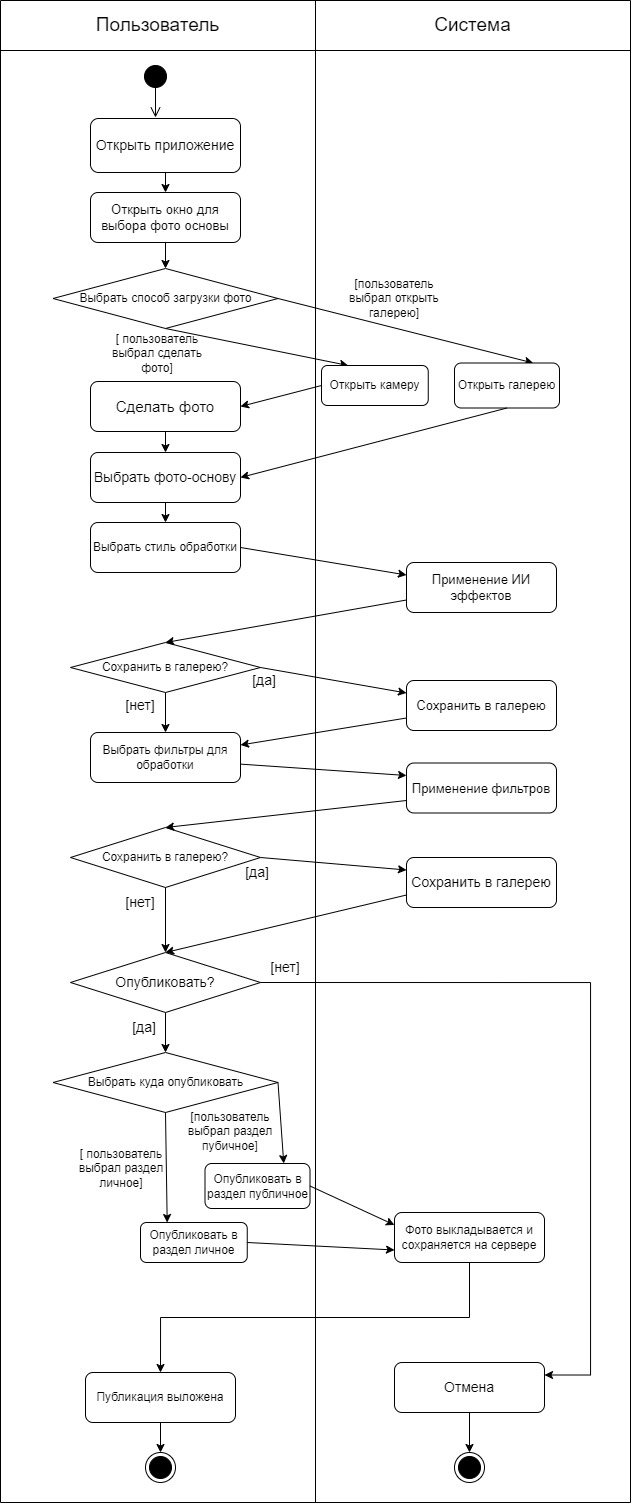 Пользователь
Система
Открыть приложение
Открыть окно для
выбора фото основы
Выбрать способ загрузки фото
[пользователь
выбрал открыть
галерею]
[ пользователь
выбрал сделать
фото]
Открыть камеру
Открыть галерею
Сделать фото
Выбрать фото-основу
Выбрать стиль обработки
Применение ИИ
эффектов
Сохранить в галерею?
[да]
[нет]
Сохранить в галерею
Выбрать фильтры для
обработки
Применение фильтров
Сохранить в галерею?
[да]
[нет]
Сохранить в галерею
Опубликовать?
[нет]
[да]
Выбрать куда опубликовать
[пользователь
выбрал раздел
пубичное]
[ пользователь
выбрал раздел
личное]
Опубликовать в
раздел публичное
Опубликовать в
раздел личное
Фото выкладывается и
сохраняется на сервере
Публикация выложена
Отмена